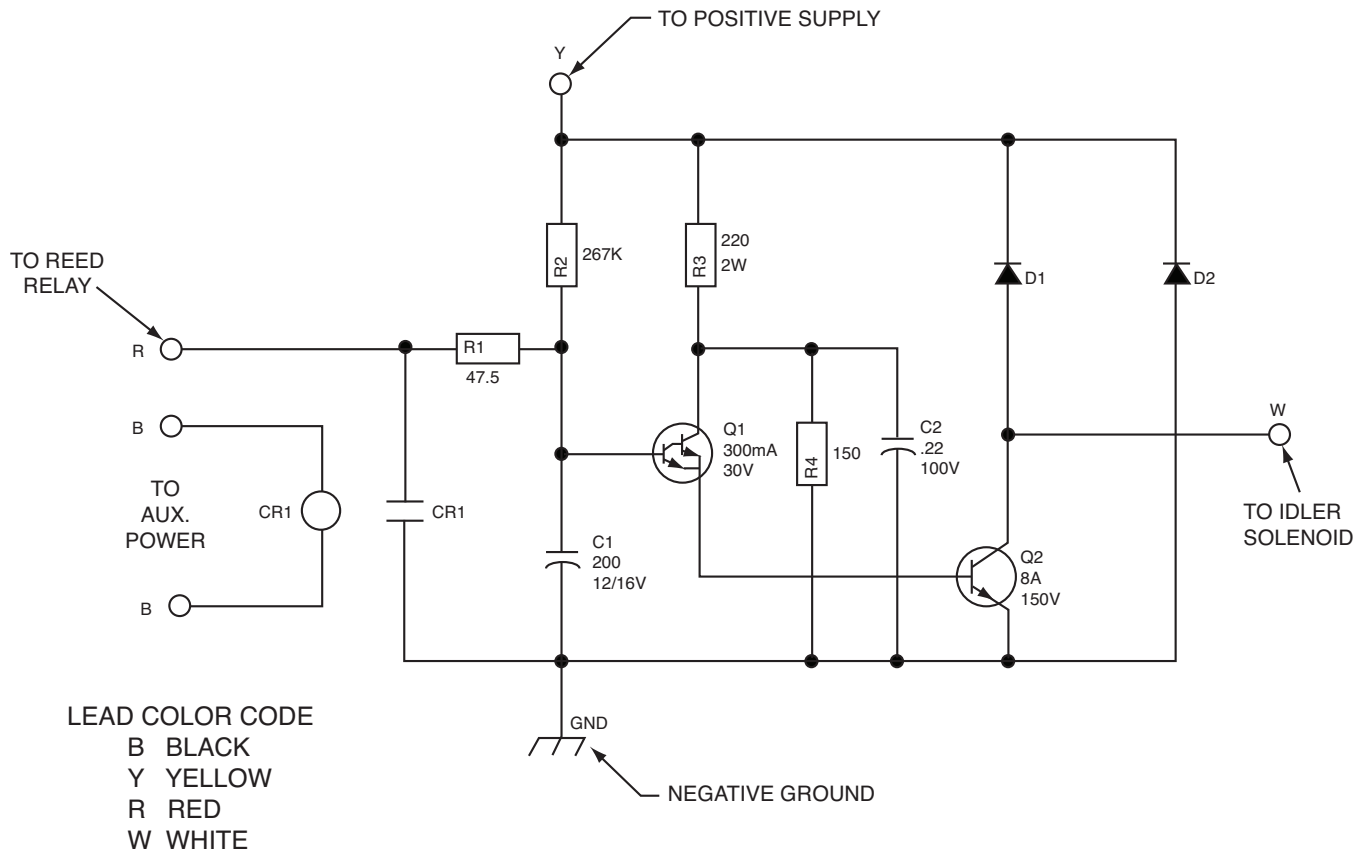 TO POSITIVE SUPPLY
Y
R2
267K
R3
220
2W
D1
D2
TO REED
RELAY
R
R1
47.5
B
TO
AUX.
POWER
B
CR1
CR1
Q1
300mA
30V
R4
150
C2
.22
100V
W
TO IDLER
SOLENOID
C1
200
12/16V
Q2
8A
150V
GND
NEGATIVE GROUND
LEAD COLOR CODE
B BLACK
Y YELLOW
R RED
W WHITE